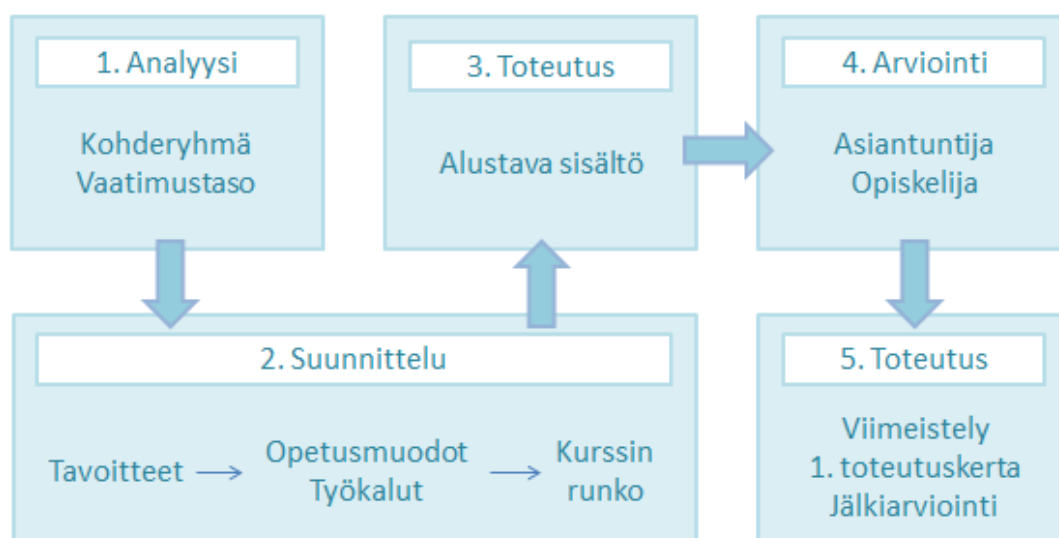 1. Analyysi
Kohderyhmä
Vaatimustaso
2. Suunnittelu
Tavoitteet
Opetusmuodot
Työkalut
Kurssin
runko
3. Toteutus
Alustava sisältö
4. Arviointi
Asiantuntija
Opiskelija
5. Toteutus
Viimeistely
1. toteutuskerta
Jälkiarviointi